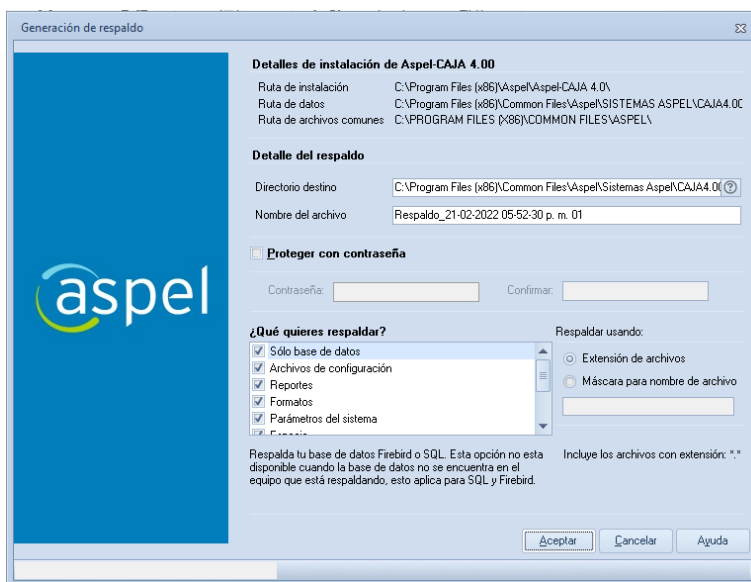 Generación de respaldo
aspel
Detalles de instalación de Aspel-CAJA 4.00
Ruta de instalación C:\Program Files (x86)\Aspel\Aspel-CAJA 4.0\
Ruta de datos C:\Program Files (x86)\Common Files\Aspel\SISTEMAS ASPEL\CAJA4.00
Ruta de archivos comunes C:\PROGRAM FILES (X86)\COMMON FILES\ASPEL\
Detalle del respaldo
Directorio destino C:\Program Files (x86)\Common Files\Aspel\Sistemas Aspel\CAJA4.00
Nombre del archivo Respaldo_21-02-2022 05-52-30 p. m. 01
Proteger con contraseña
Contraseña: Confirmar:
¿Qué quieres respaldar? Respaldar usando:
Sólo base de datos
Archivos de configuración
Reportes
Formatos
Parámetros del sistema
Extensión de archivos
Máscara para nombre de archivo
Respalda tu base de datos Firebird o SQL. Esta opción no esta
disponible cuando la base de datos no se encuentra en el
equipo que está respaldando, esto aplica para SQL y Firebird.
Incluye los archivos con extensión: *.*
Aceptar Cancelar Ayuda